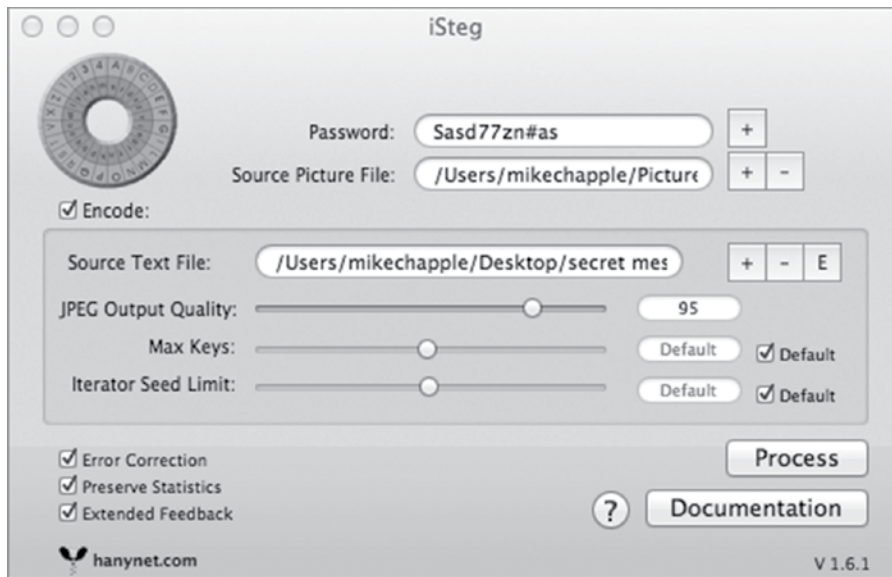 iSteg
Password: Sasd77zn#as +
Source Picture File: /Users/mikechapple/Picture + -
Encode:
Source Text File: /Users/mikechapple/Desktop/secret mes + - E
JPEG Output Quality: 95
Max Keys: Default Default
Iterator Seed Limit: Default Default
Error Correction
Process
Preserve Statistics
Extended Feedback
? Documentation
hanynet.com
V 1.6.1